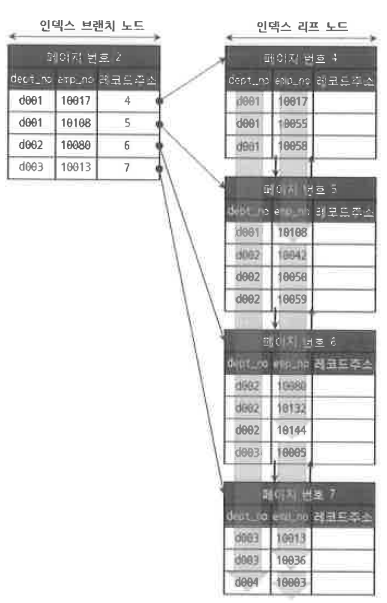 인덱스 브랜치 노드
페이지 번호 2
dept_no emp_no 레코드주소
d001 10017 4
d001 10108 5
d002 10080 6
d003 10013 7
인덱스 리프 노드
페이지 번호 4
dept_no emp_no 레코드주소
d001 10017
d001 10055
d001 10058
페이지 번호 5
dept_no emp_no 레코드주소
d001 10108
d002 10042
d002 10050
d002 10059
페이지 번호 6
dept_no emp_no 레코드주소
d002 10080
d002 10132
d002 10144
d003 10005
페이지 번호 7
dept_no emp_no 레코드주소
d003 10013
d003 10036
d004 10003